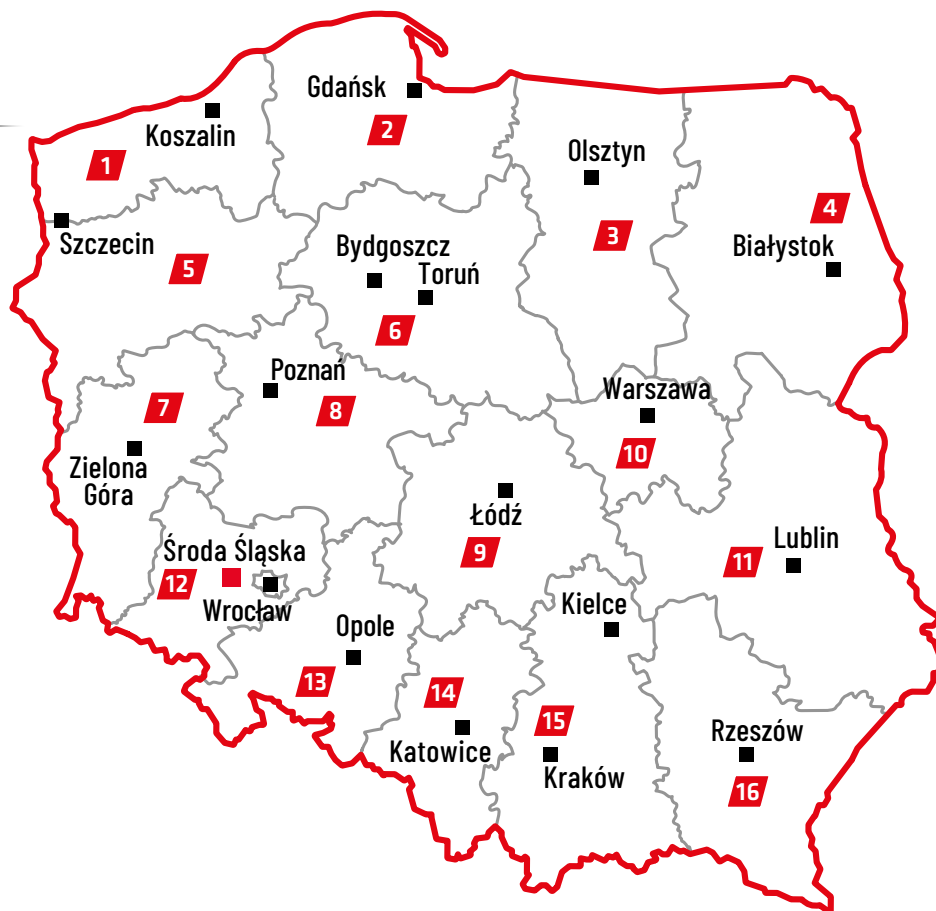 Gdańsk
Koszalin
2
1
Olsztyn
4
Szczecin
3
5
Bydgoszcz
Białystok
Toruń
6
Poznań
Warszawa
7
8
10
Zielona
Góra
Łódź
9
Lublin
11
Środa Śląska
12
Wrocław
Kielce
Opole
13
14
15
Katowice
Kraków
Rzeszów
16